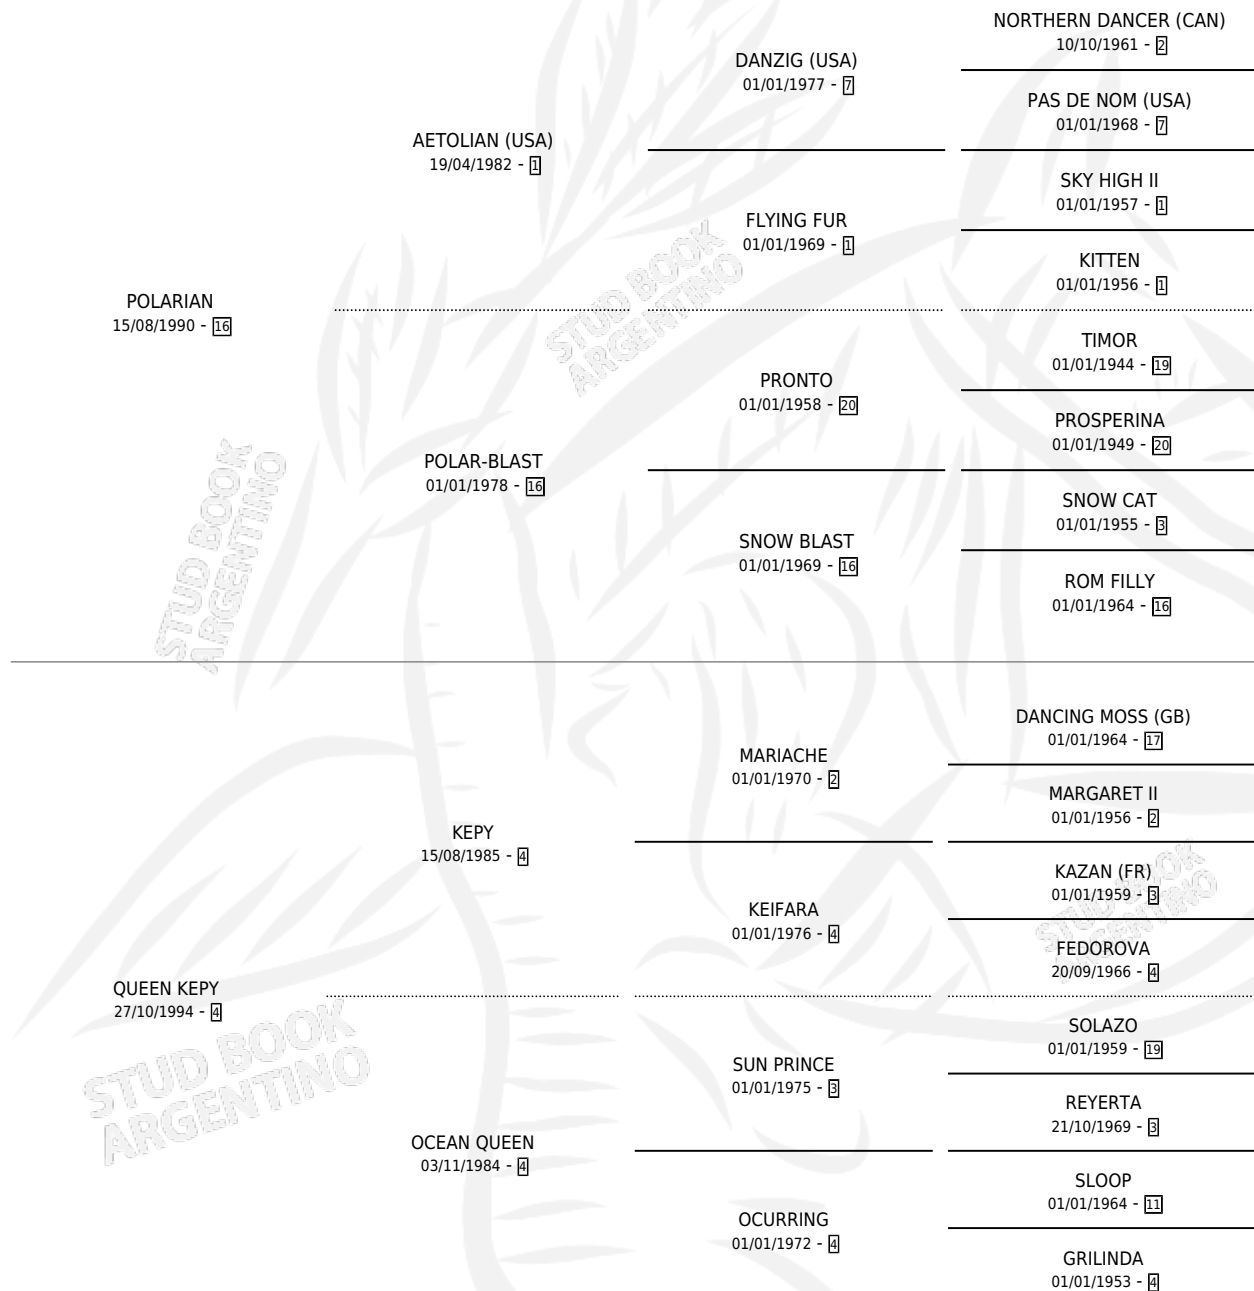 NORTHERN DANCER (CAN)
10/10/1961 - 2
DANZIG (USA)
01/01/1977 - 7
PAS DE NOM (USA)
01/01/1968 - 7
AETOLIAN (USA)
19/04/1982 - 1
SKY HIGH II
01/01/1957 - 1
FLYING FUR
01/01/1969 - 1
KITTEN
01/01/1956 - 1
POLARIAN
15/08/1990 - 16
STUD BOOK
ARGENTINO
TIMOR
01/01/1944 - 19
PRONTO
01/01/1958 - 20
PROSPERINA
01/01/1949 - 20
POLAR-BLAST
01/01/1978 - 16
SNOW CAT
01/01/1955 - 3
SNOW BLAST
01/01/1969 - 16
ROM FILLY
01/01/1964 - 16
STUD BOOK
ARGENTINO
DANCING MOSS (GB)
01/01/1964 - 17
MARIACHE
01/01/1970 - 2
MARGARET II
01/01/1956 - 2
KEPY
15/08/1985 - 4
KAZAN (FR)
01/01/1959 - 3
STUD BOOK
ARGENTINO
KEIFARA
01/01/1976 - 4
FEDOROVA
20/09/1966 - 4
QUEEN KEPY
27/10/1994 - 4
STUD BOOK
ARGENTINO
SOLAZO
01/01/1959 - 19
SUN PRINCE
01/01/1975 - 3
REYERTA
21/10/1969 - 3
OCEAN QUEEN
03/11/1984 - 4
SLOOP
01/01/1964 - 11
OCURRING
01/01/1972 - 4
GRILINDA
01/01/1953 - 4